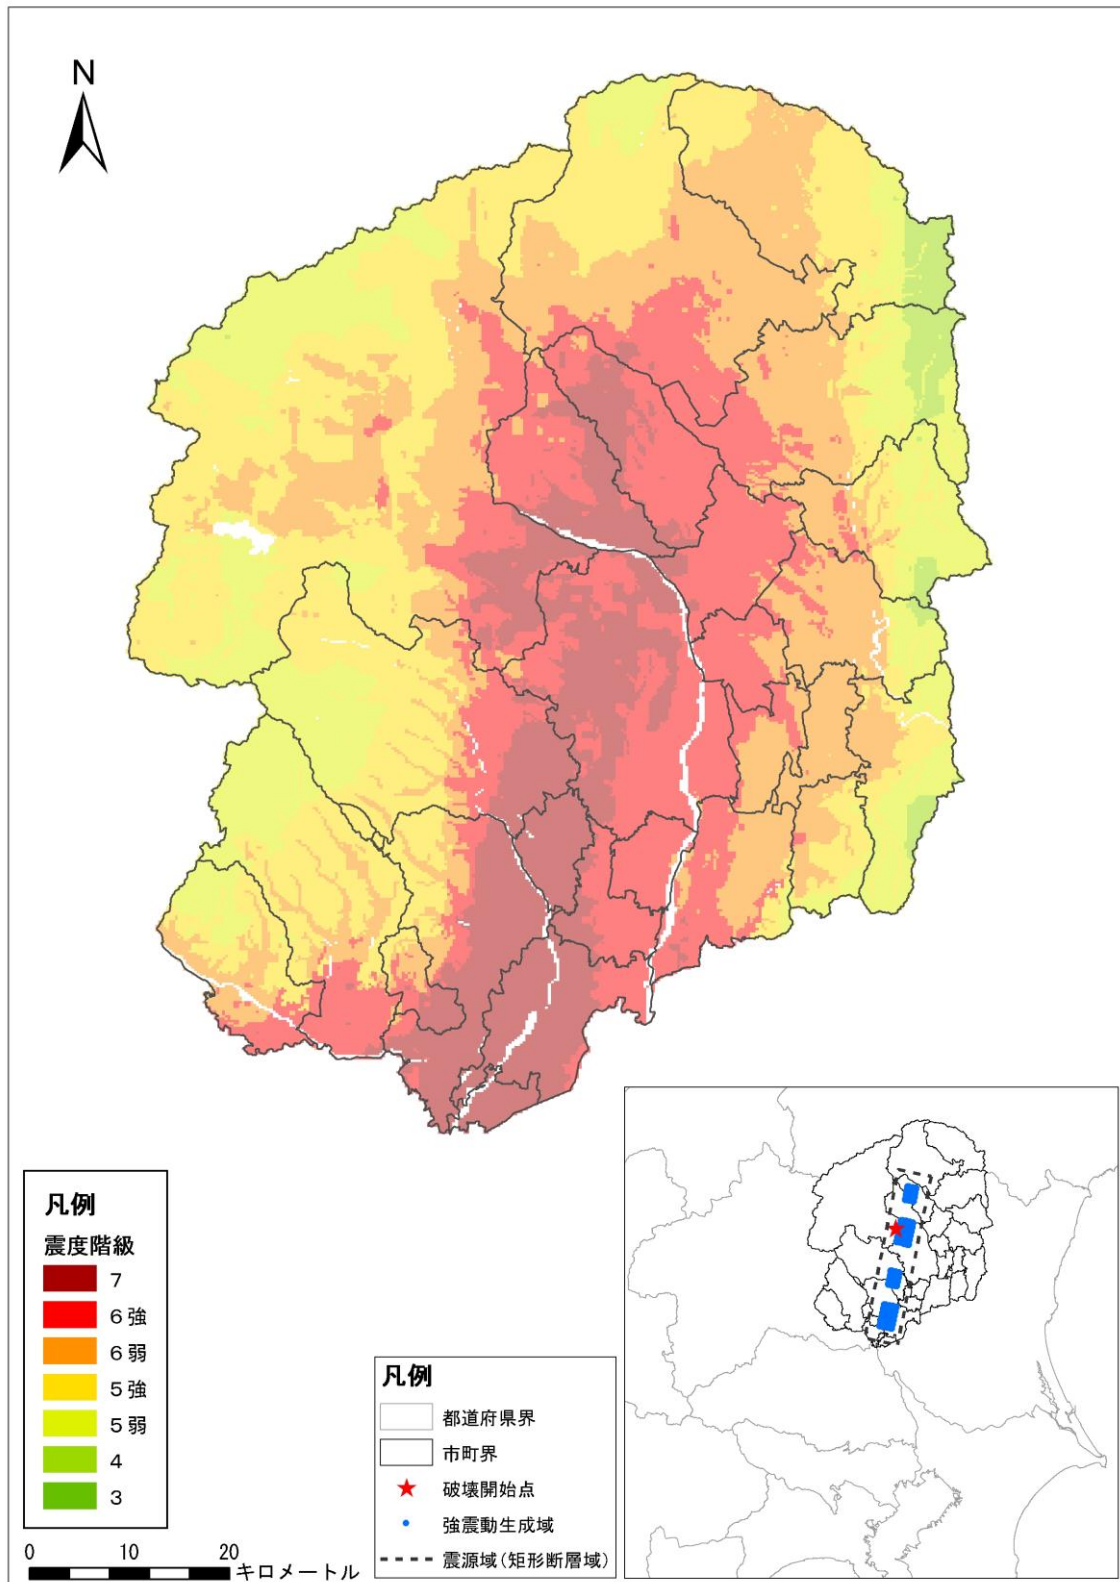 N
凡例
震度階級
7
6強
6弱
5強
5弱
4
3
0 10 20
キロメートル
凡例
都道府県界
市町界
破壊開始点
強震動生成域
震源域(矩形断層域)